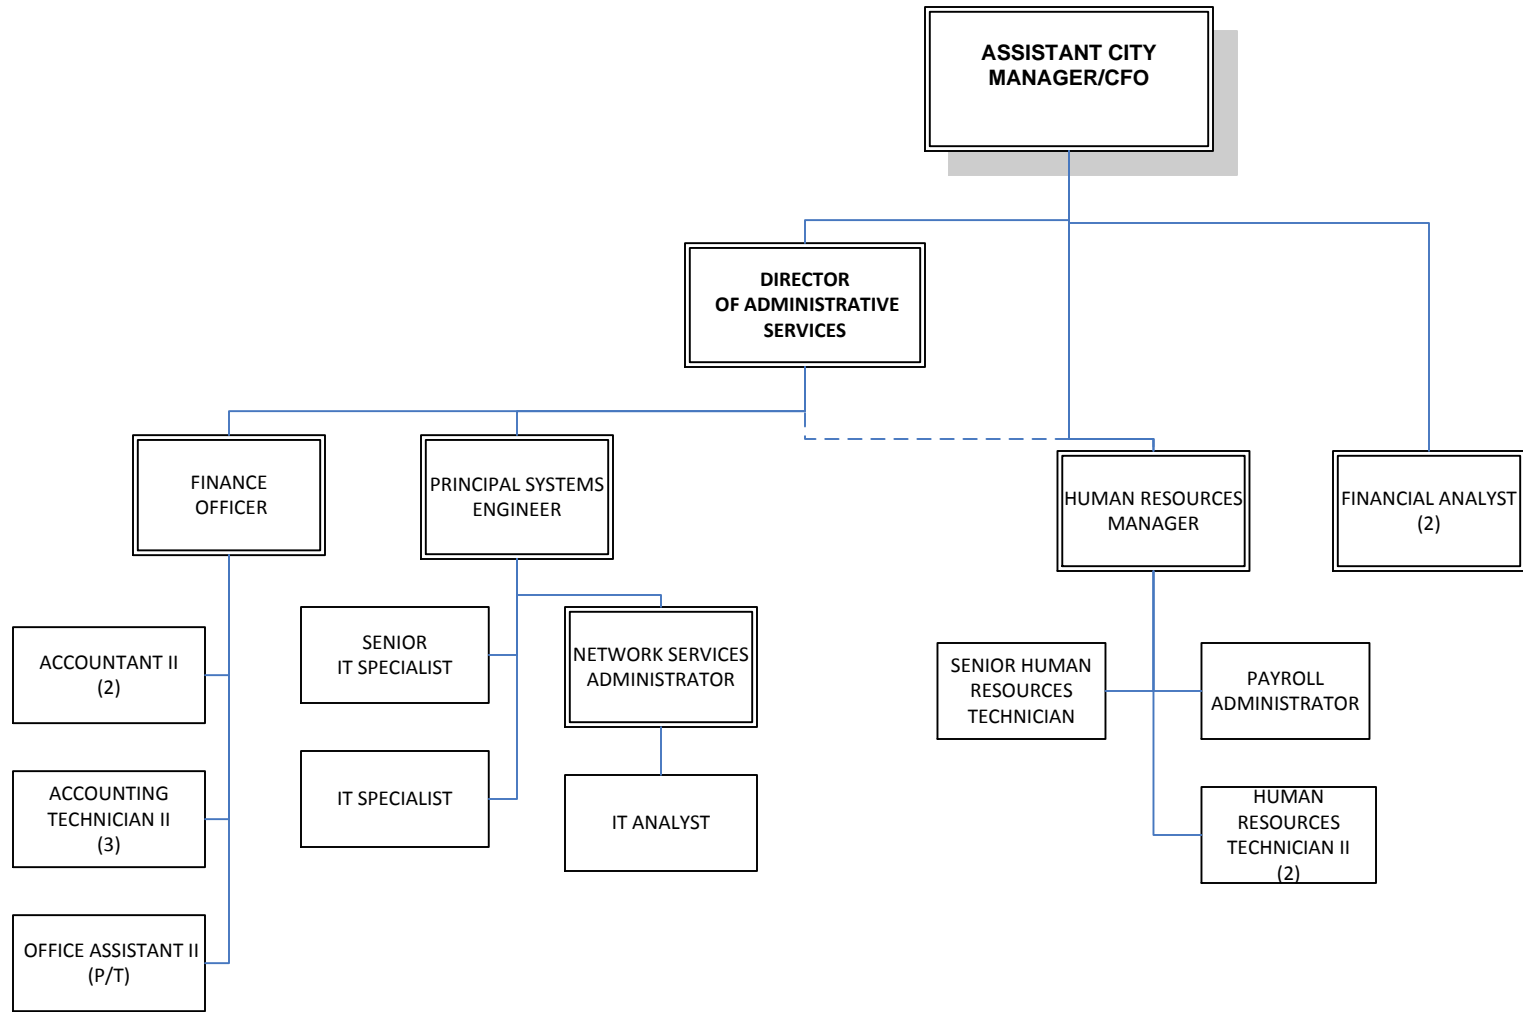 ASSISTANT CITY
MANAGER/CFO
DIRECTOR
OF ADMINISTRATIVE
SERVICES
FINANCE
OFFICER
PRINCIPAL SYSTEMS
ENGINEER
HUMAN RESOURCES
MANAGER
FINANCIAL ANALYST
(2)
ACCOUNTANT II
(2)
ACCOUNTING
TECHNICIAN II
(3)
OFFICE ASSISTANT II
(P/T)
SENIOR
IT SPECIALIST
IT SPECIALIST
NETWORK SERVICES
ADMINISTRATOR
IT ANALYST
SENIOR HUMAN
RESOURCES
TECHNICIAN
PAYROLL
ADMINISTRATOR
HUMAN
RESOURCES
TECHNICIAN II
(2)